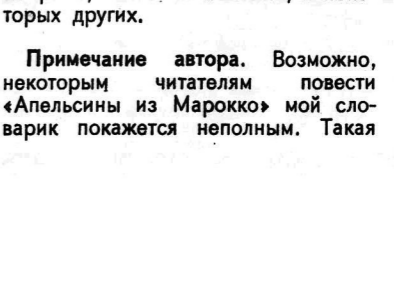 торых других.
Примечание автора. Возможно,
некоторым читателям повести
«Апельсины из Марокко» мой сло-
варик покажется неполным. Такая